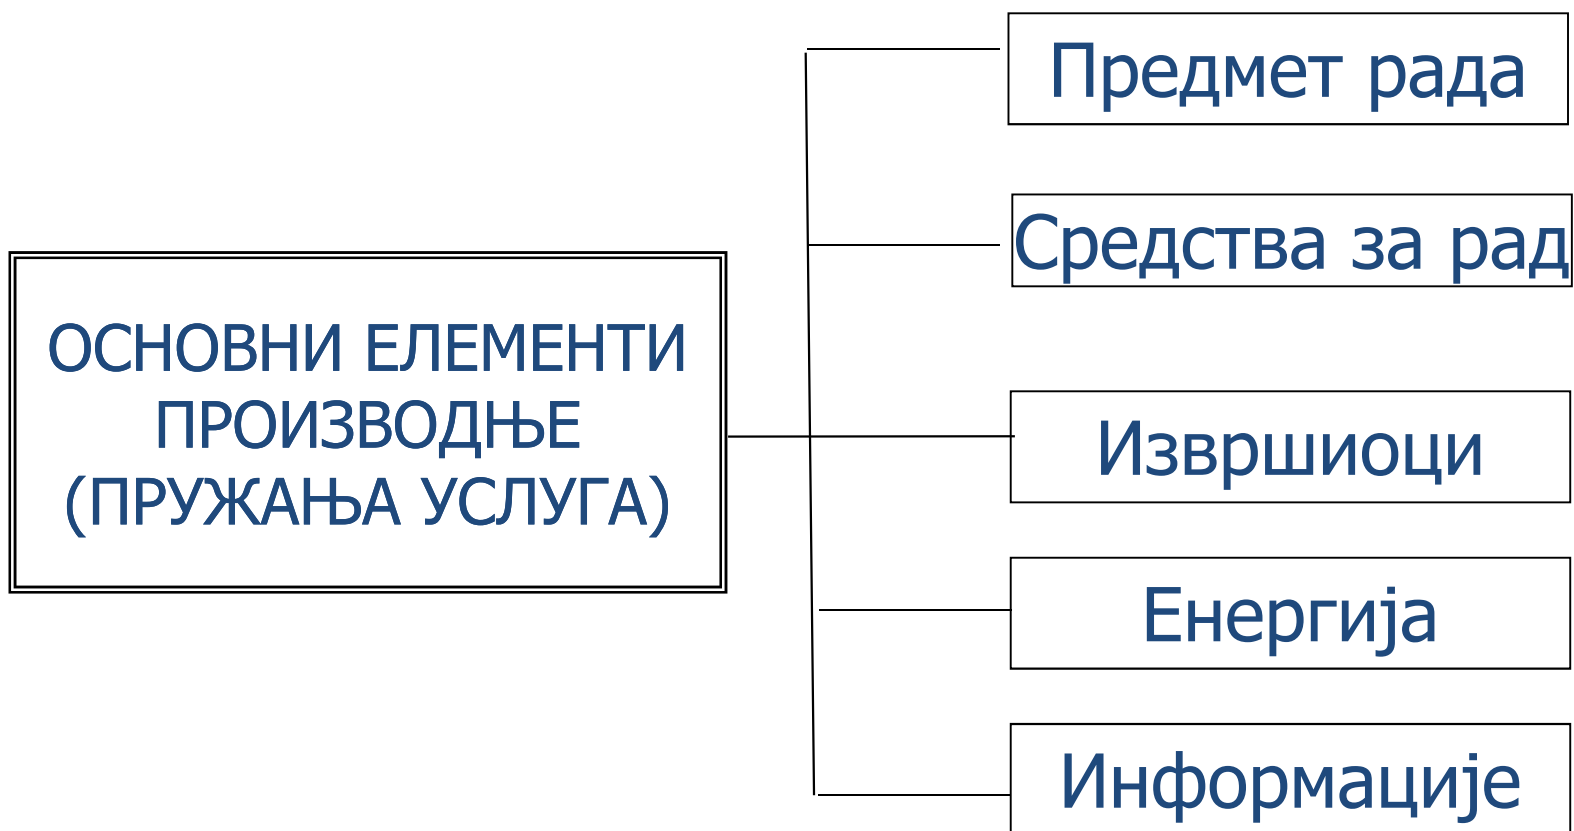 ОСНОВНИ ЕЛЕМЕНТИ
ПРОИЗВОДЊЕ
(ПРУЖАЊА УСЛУГА)
Предмет рада
Средства за рад
Извршиоци
Енергија
Информације